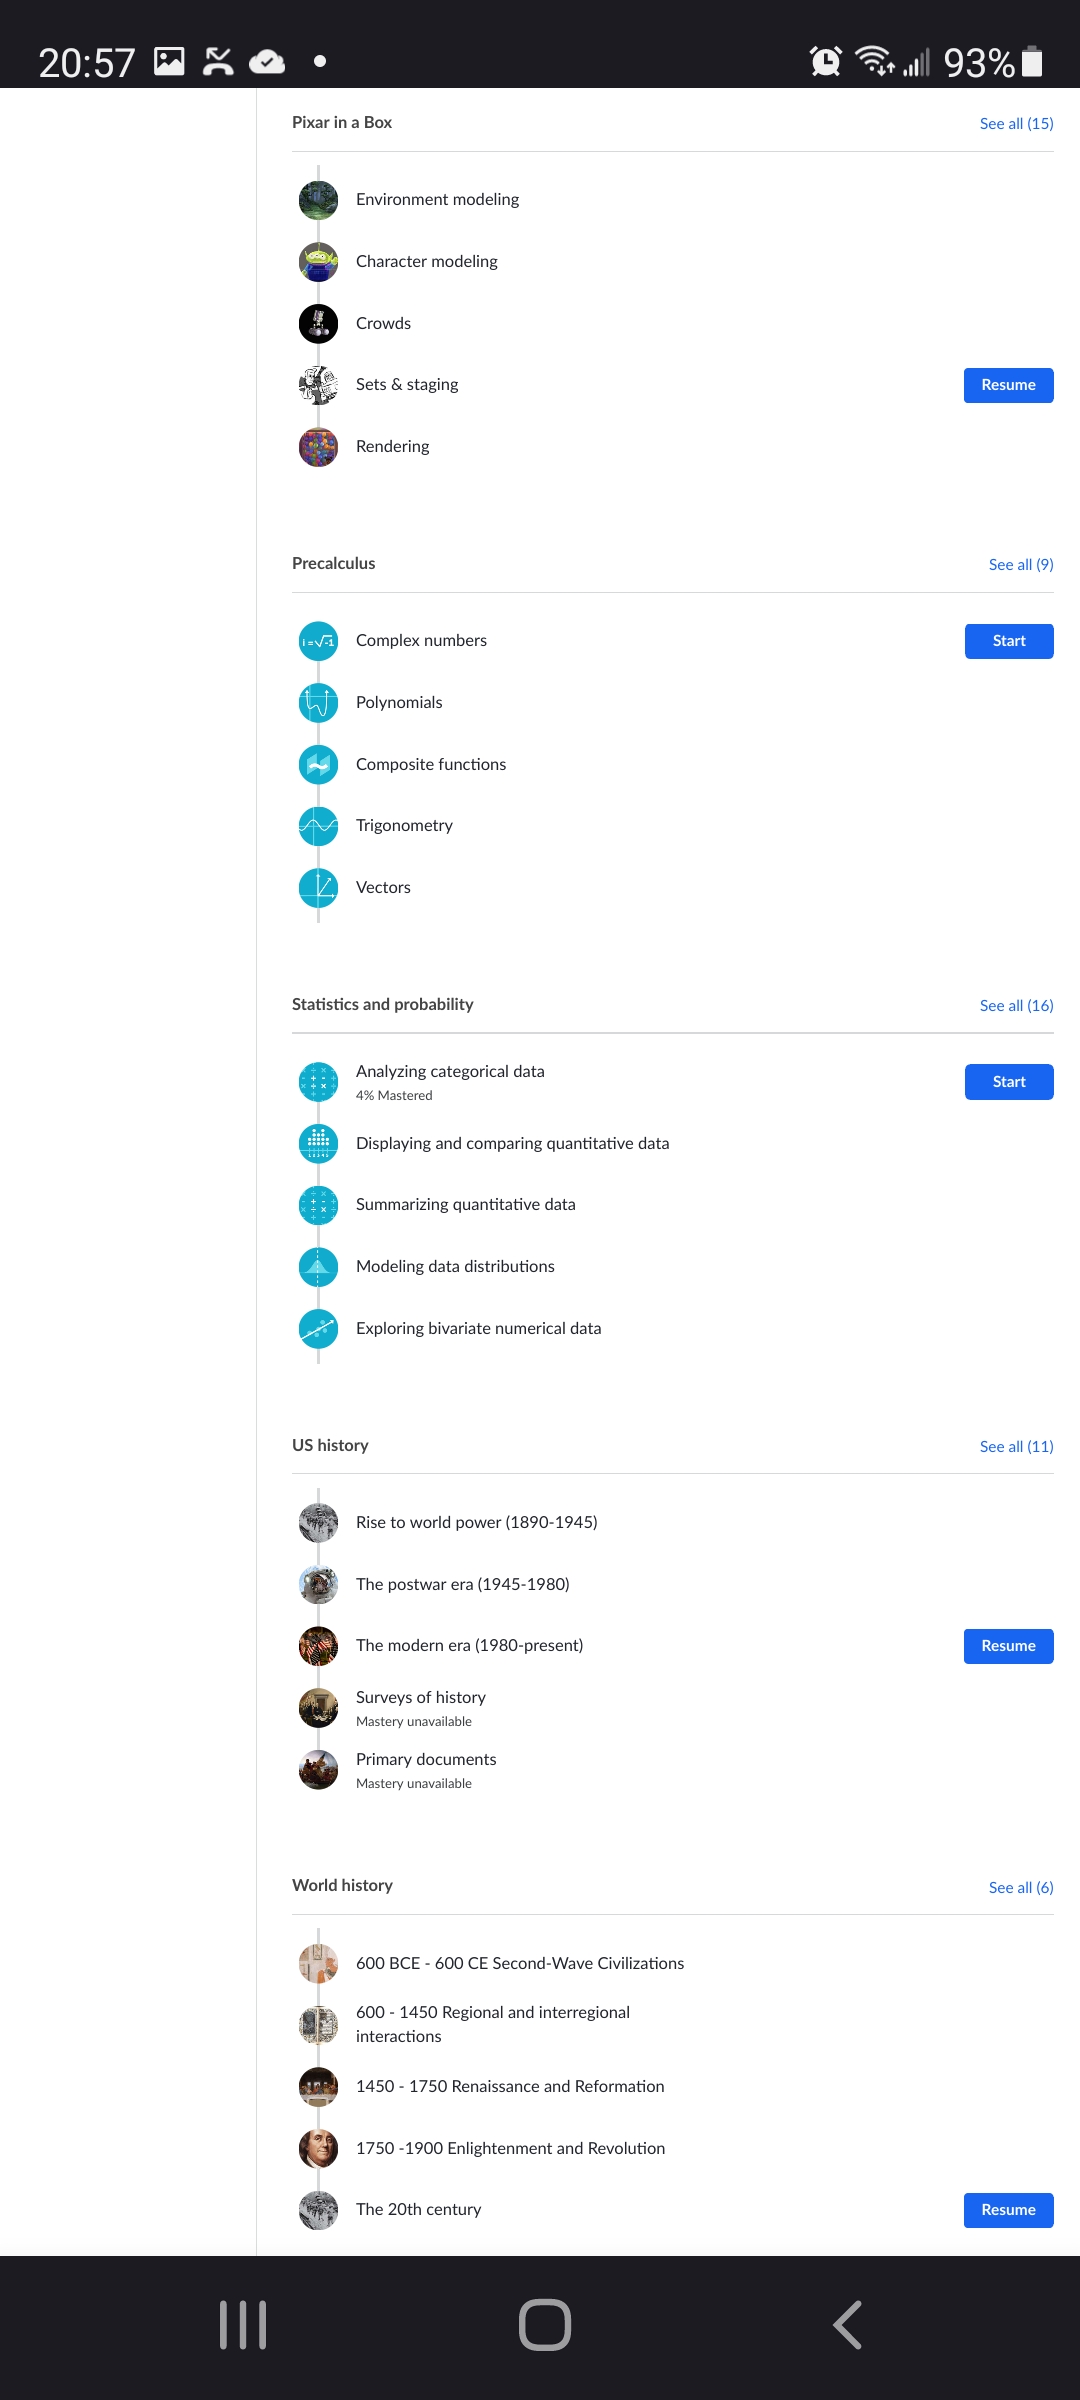 20:57
93%
Pixar in a Box
See all (15)
Environment modeling
Character modeling
Crowds
Sets & staging
Resume
Rendering
Precalculus
See all (9)
i=√-1
Complex numbers
Start
Polynomials
Composite functions
Trigonometry
Vectors
Statistics and probability
See all (16)
Analyzing categorical data
4% Mastered
Start
Displaying and comparing quantitative data
Summarizing quantitative data
Modeling data distributions
Exploring bivariate numerical data
US history
See all (11)
Rise to world power (1890-1945)
The postwar era (1945-1980)
The modern era (1980-present)
Resume
Surveys of history
Mastery unavailable
Primary documents
Mastery unavailable
World history
See all (6)
600 BCE - 600 CE Second-Wave Civilizations
600 - 1450 Regional and interregional
interactions
1450 - 1750 Renaissance and Reformation
1750 -1900 Enlightenment and Revolution
The 20th century
Resume